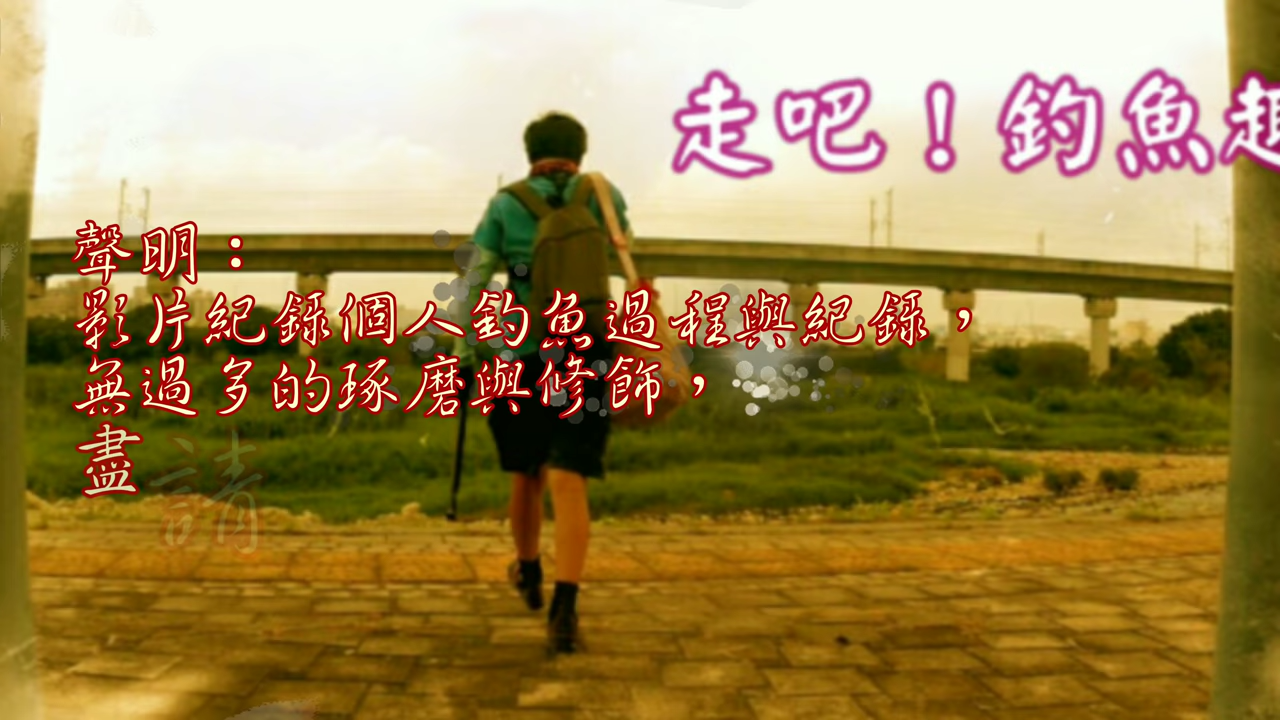 走吧！釣魚趣
聲明：
影片紀錄個人釣魚過程與紀錄，
無過多的琢磨與修飾，
盡請